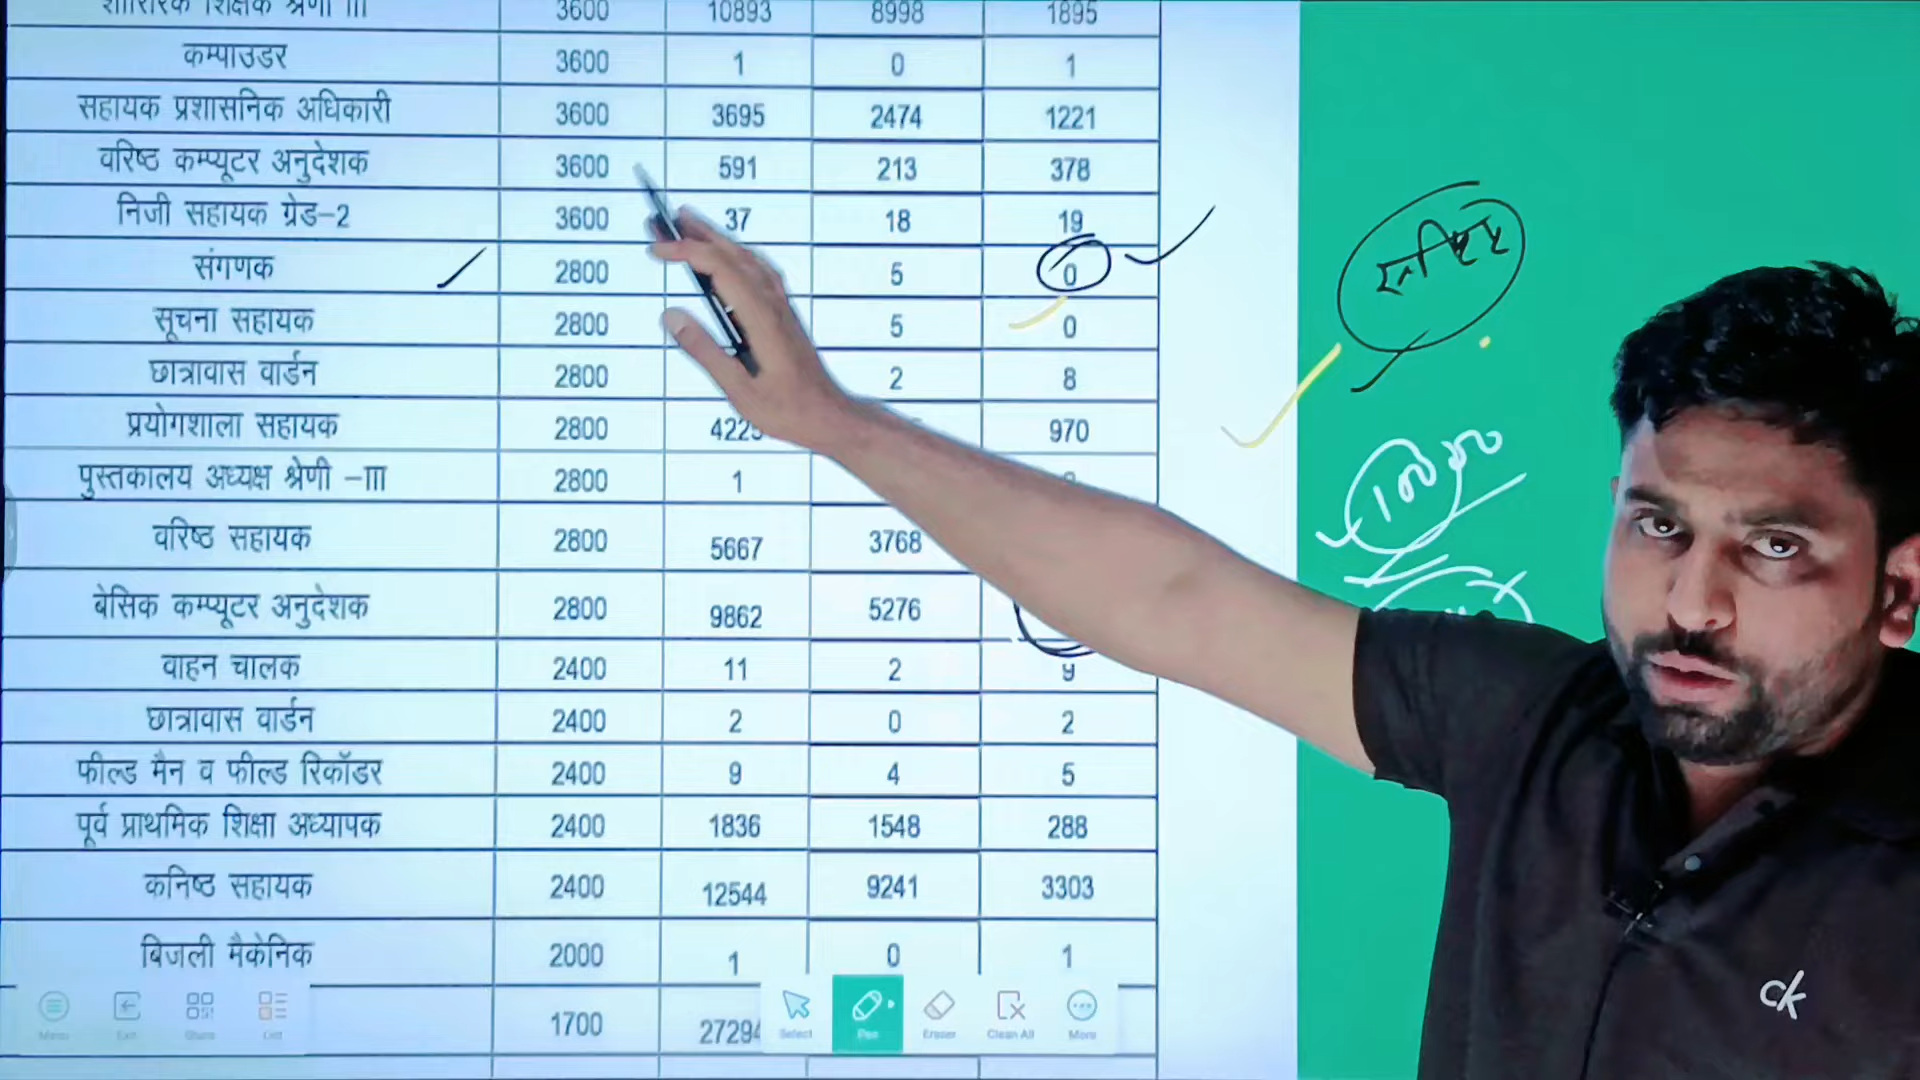 शारीरिक शिक्षक श्रेणी III 3600 10893 8998 1895
कम्पाउडर 3600 1 0 1
सहायक प्रशासनिक अधिकारी 3600 3695 2474 1221
वरिष्ठ कम्प्यूटर अनुदेशक 3600 591 213 378
निजी सहायक ग्रेड-2 3600 37 18 19
संगणक 2800 5 0
सूचना सहायक 2800 5 0
छात्रावास वार्डन 2800 2 8
प्रयोगशाला सहायक 2800 970
पुस्तकालय अध्यक्ष श्रेणी -III 2800 1
वरिष्ठ सहायक 2800 5667 3768
बेसिक कम्प्यूटर अनुदेशक 2800 9862 5276
वाहन चालक 2400 11 2 9
छात्रावास वार्डन 2400 2 0 2
फील्ड मैन व फील्ड रिकॉडर 2400 9 4 5
पूर्व प्राथमिक शिक्षा अध्यापक 2400 1836 1548 288
कनिष्ठ सहायक 2400 12544 9241 3303
बिजली मैकेनिक 2000 1 0 1
1700 27294
Menu Exit Share List Select Pen Eraser Clean All More
ck